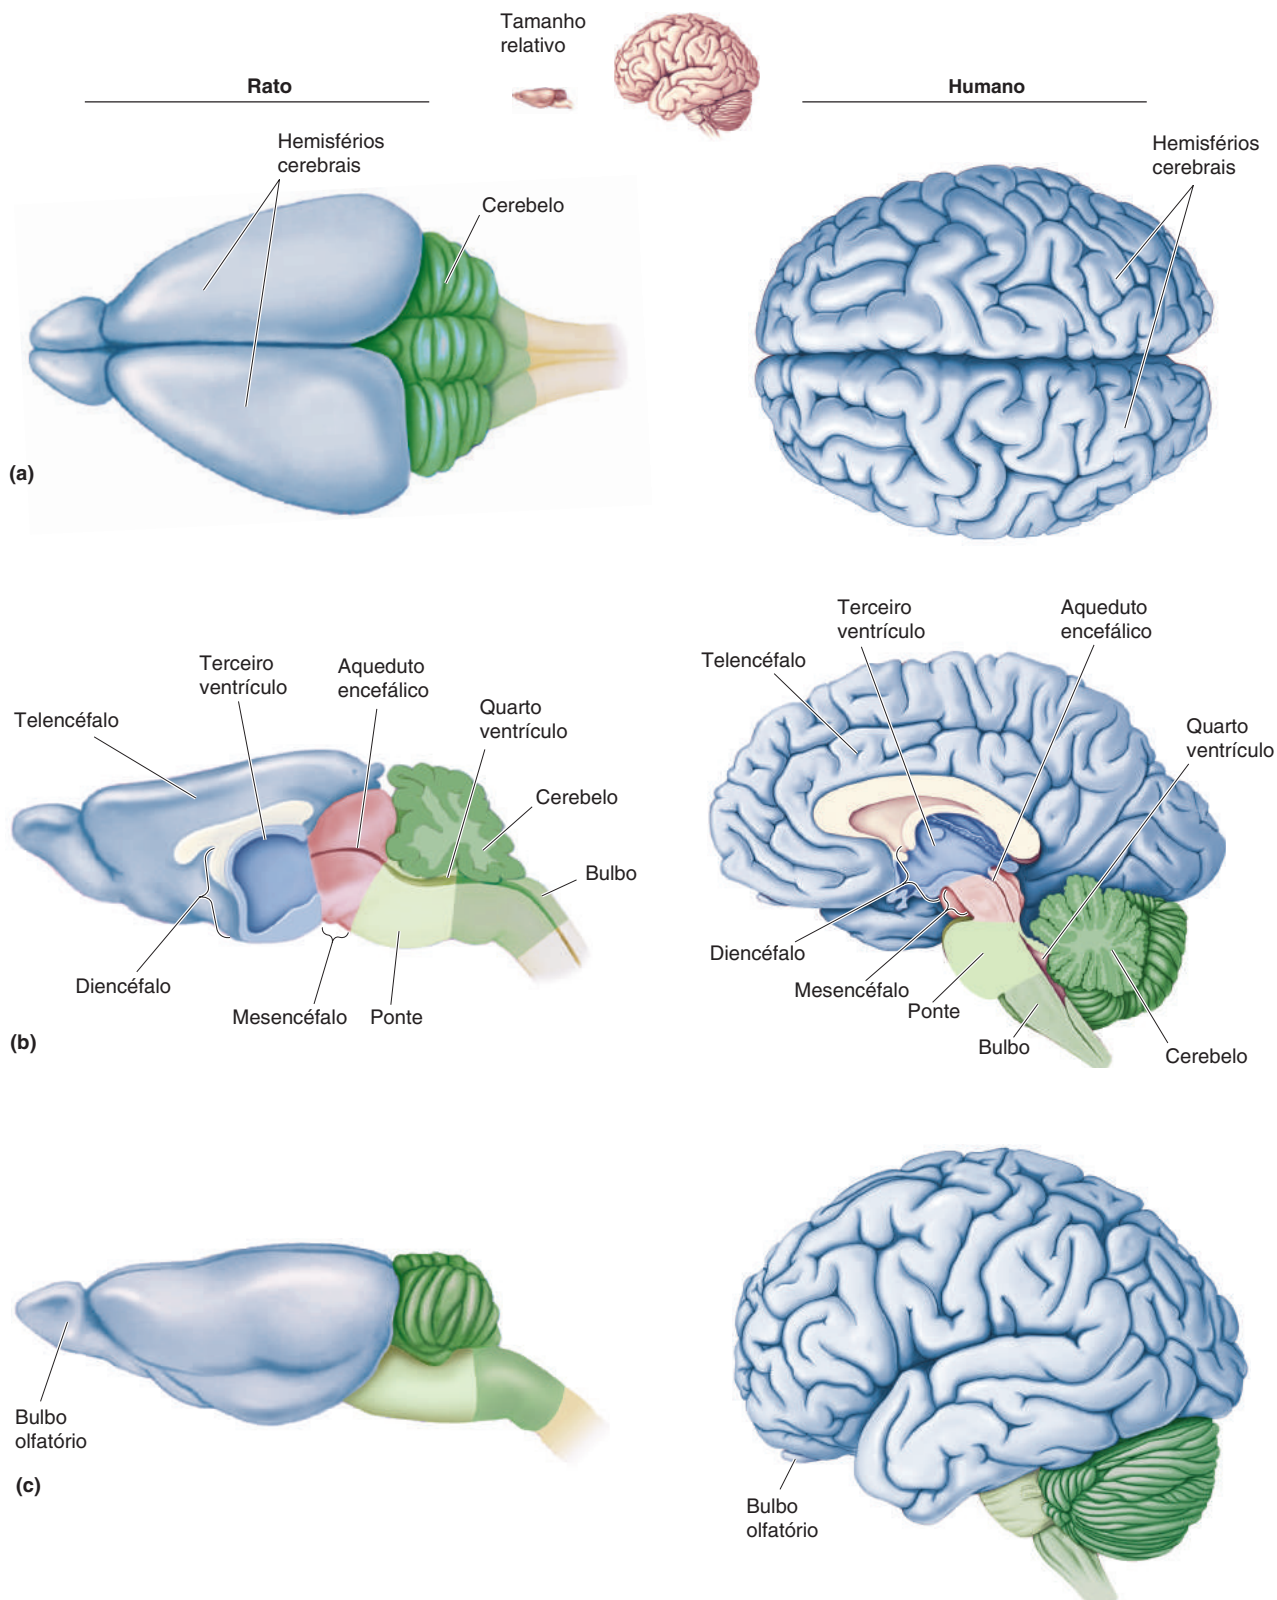 Tamanho
relativo
Rato
Humano
Hemisférios
cerebrais
Cerebelo
Hemisférios
cerebrais
(a)
Terceiro
ventrículo
Aqueduto
encefálico
Telencéfalo
Quarto
ventrículo
Cerebelo
Bulbo
Diencéfalo
Mesencéfalo
Ponte
Terceiro
ventrículo
Aqueduto
encefálico
Telencéfalo
Quarto
ventrículo
Diencéfalo
Mesencéfalo
Ponte
Bulbo
Cerebelo
(b)
Bulbo
olfatório
(c)
Bulbo
olfatório